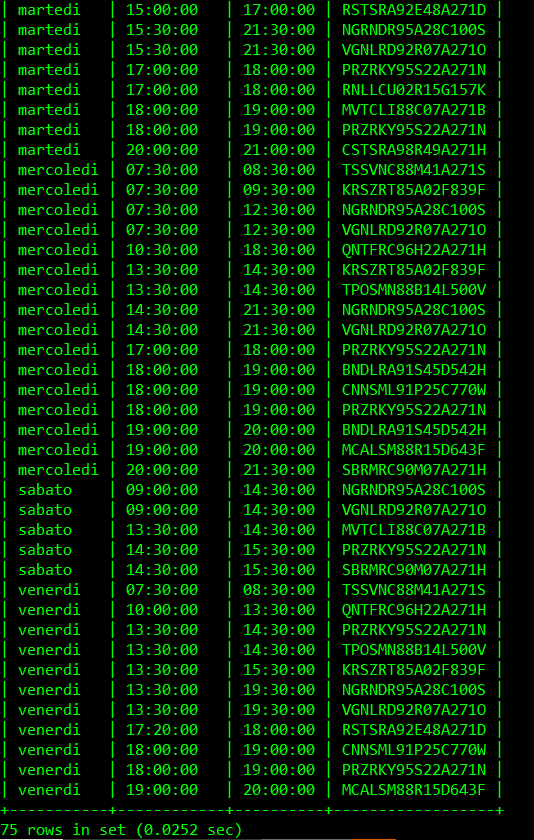 | martedi | 15:00:00 | 17:00:00 | RSTSRA92E48A271D |
| martedi | 15:30:00 | 21:30:00 | NGRNDR95A28C100S |
| martedi | 15:30:00 | 21:30:00 | VGNLRD92R07A271O |
| martedi | 17:00:00 | 18:00:00 | PRZRKY95S22A271N |
| martedi | 17:00:00 | 18:00:00 | RNLLCU02R15G157K |
| martedi | 18:00:00 | 19:00:00 | MVTCLI88C07A271B |
| martedi | 18:00:00 | 19:00:00 | PRZRKY95S22A271N |
| martedi | 20:00:00 | 21:00:00 | CSTSRA98R49A271H |
| mercoledi | 07:30:00 | 08:30:00 | TSSVNC88M41A271S |
| mercoledi | 07:30:00 | 09:30:00 | KRSZRT85A02F839F |
| mercoledi | 07:30:00 | 12:30:00 | NGRNDR95A28C100S |
| mercoledi | 07:30:00 | 12:30:00 | VGNLRD92R07A271O |
| mercoledi | 10:30:00 | 18:30:00 | QNTFRC96H22A271H |
| mercoledi | 13:30:00 | 14:30:00 | KRSZRT85A02F839F |
| mercoledi | 13:30:00 | 14:30:00 | TPOSMN88B14L500V |
| mercoledi | 14:30:00 | 21:30:00 | NGRNDR95A28C100S |
| mercoledi | 14:30:00 | 21:30:00 | VGNLRD92R07A271O |
| mercoledi | 17:00:00 | 18:00:00 | PRZRKY95S22A271N |
| mercoledi | 18:00:00 | 19:00:00 | BNDLRA91S45D542H |
| mercoledi | 18:00:00 | 19:00:00 | CNNSML91P25C770W |
| mercoledi | 18:00:00 | 19:00:00 | PRZRKY95S22A271N |
| mercoledi | 19:00:00 | 20:00:00 | BNDLRA91S45D542H |
| mercoledi | 19:00:00 | 20:00:00 | MCALSM88R15D643F |
| mercoledi | 20:00:00 | 21:30:00 | SBRMRC90M07A271H |
| sabato | 09:00:00 | 14:30:00 | NGRNDR95A28C100S |
| sabato | 09:00:00 | 14:30:00 | VGNLRD92R07A271O |
| sabato | 13:30:00 | 14:30:00 | MVTCLI88C07A271B |
| sabato | 14:30:00 | 15:30:00 | PRZRKY95S22A271N |
| sabato | 14:30:00 | 15:30:00 | SBRMRC90M07A271H |
| venerdi | 07:30:00 | 08:30:00 | TSSVNC88M41A271S |
| venerdi | 10:00:00 | 13:30:00 | QNTFRC96H22A271H |
| venerdi | 13:30:00 | 14:30:00 | PRZRKY95S22A271N |
| venerdi | 13:30:00 | 14:30:00 | TPOSMN88B14L500V |
| venerdi | 13:30:00 | 15:30:00 | KRSZRT85A02F839F |
| venerdi | 13:30:00 | 19:30:00 | NGRNDR95A28C100S |
| venerdi | 13:30:00 | 19:30:00 | VGNLRD92R07A271O |
| venerdi | 17:20:00 | 18:00:00 | RSTSRA92E48A271D |
| venerdi | 18:00:00 | 19:00:00 | CNNSML91P25C770W |
| venerdi | 18:00:00 | 19:00:00 | PRZRKY95S22A271N |
| venerdi | 19:00:00 | 20:00:00 | MCALSM88R15D643F |
+-----------+-----------+----------+------------------+
75 rows in set (0.0252 sec)